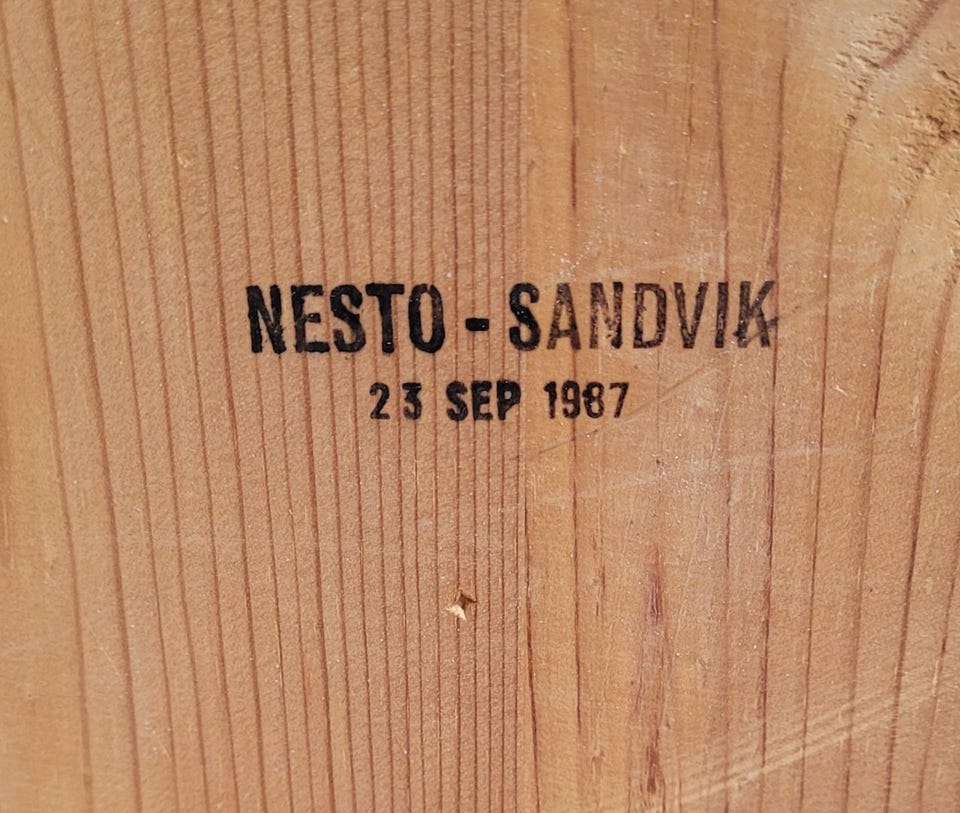 NESTO - SANDVIK
23 SEP 1987